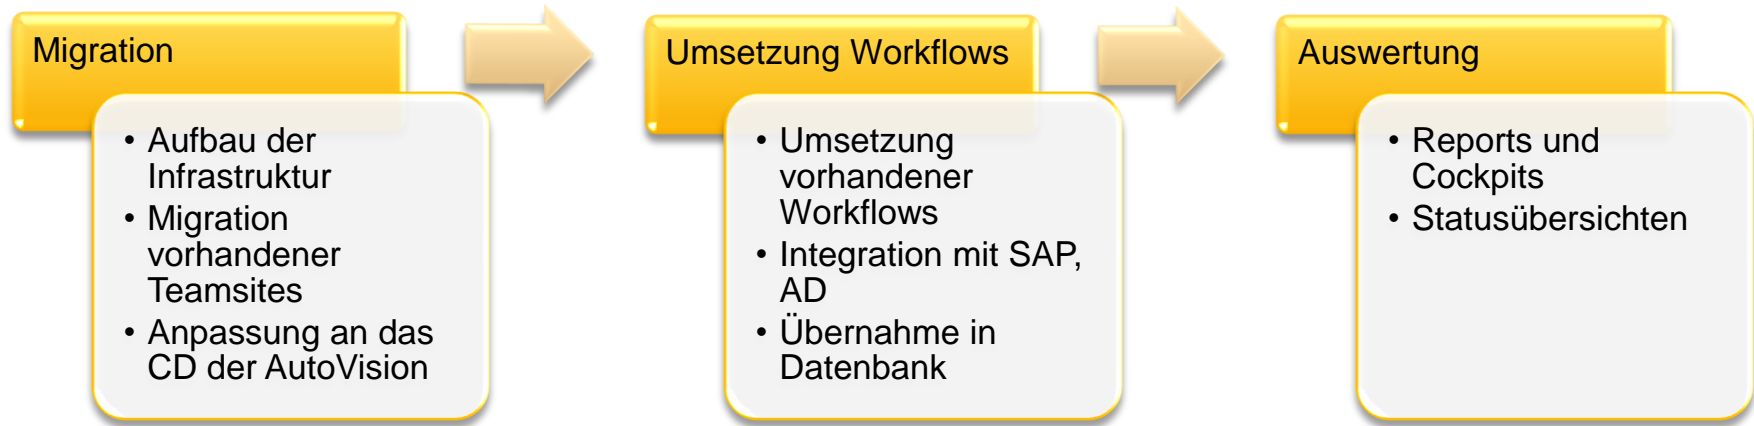 Migration
• Aufbau der
Infrastruktur
• Migration
vorhandener
Teamsites
• Anpassung an das
CD der AutoVision
Umsetzung Workflows
• Umsetzung
vorhandener
Workflows
• Integration mit SAP,
AD
• Übernahme in
Datenbank
Auswertung
• Reports und
Cockpits
• Statusübersichten